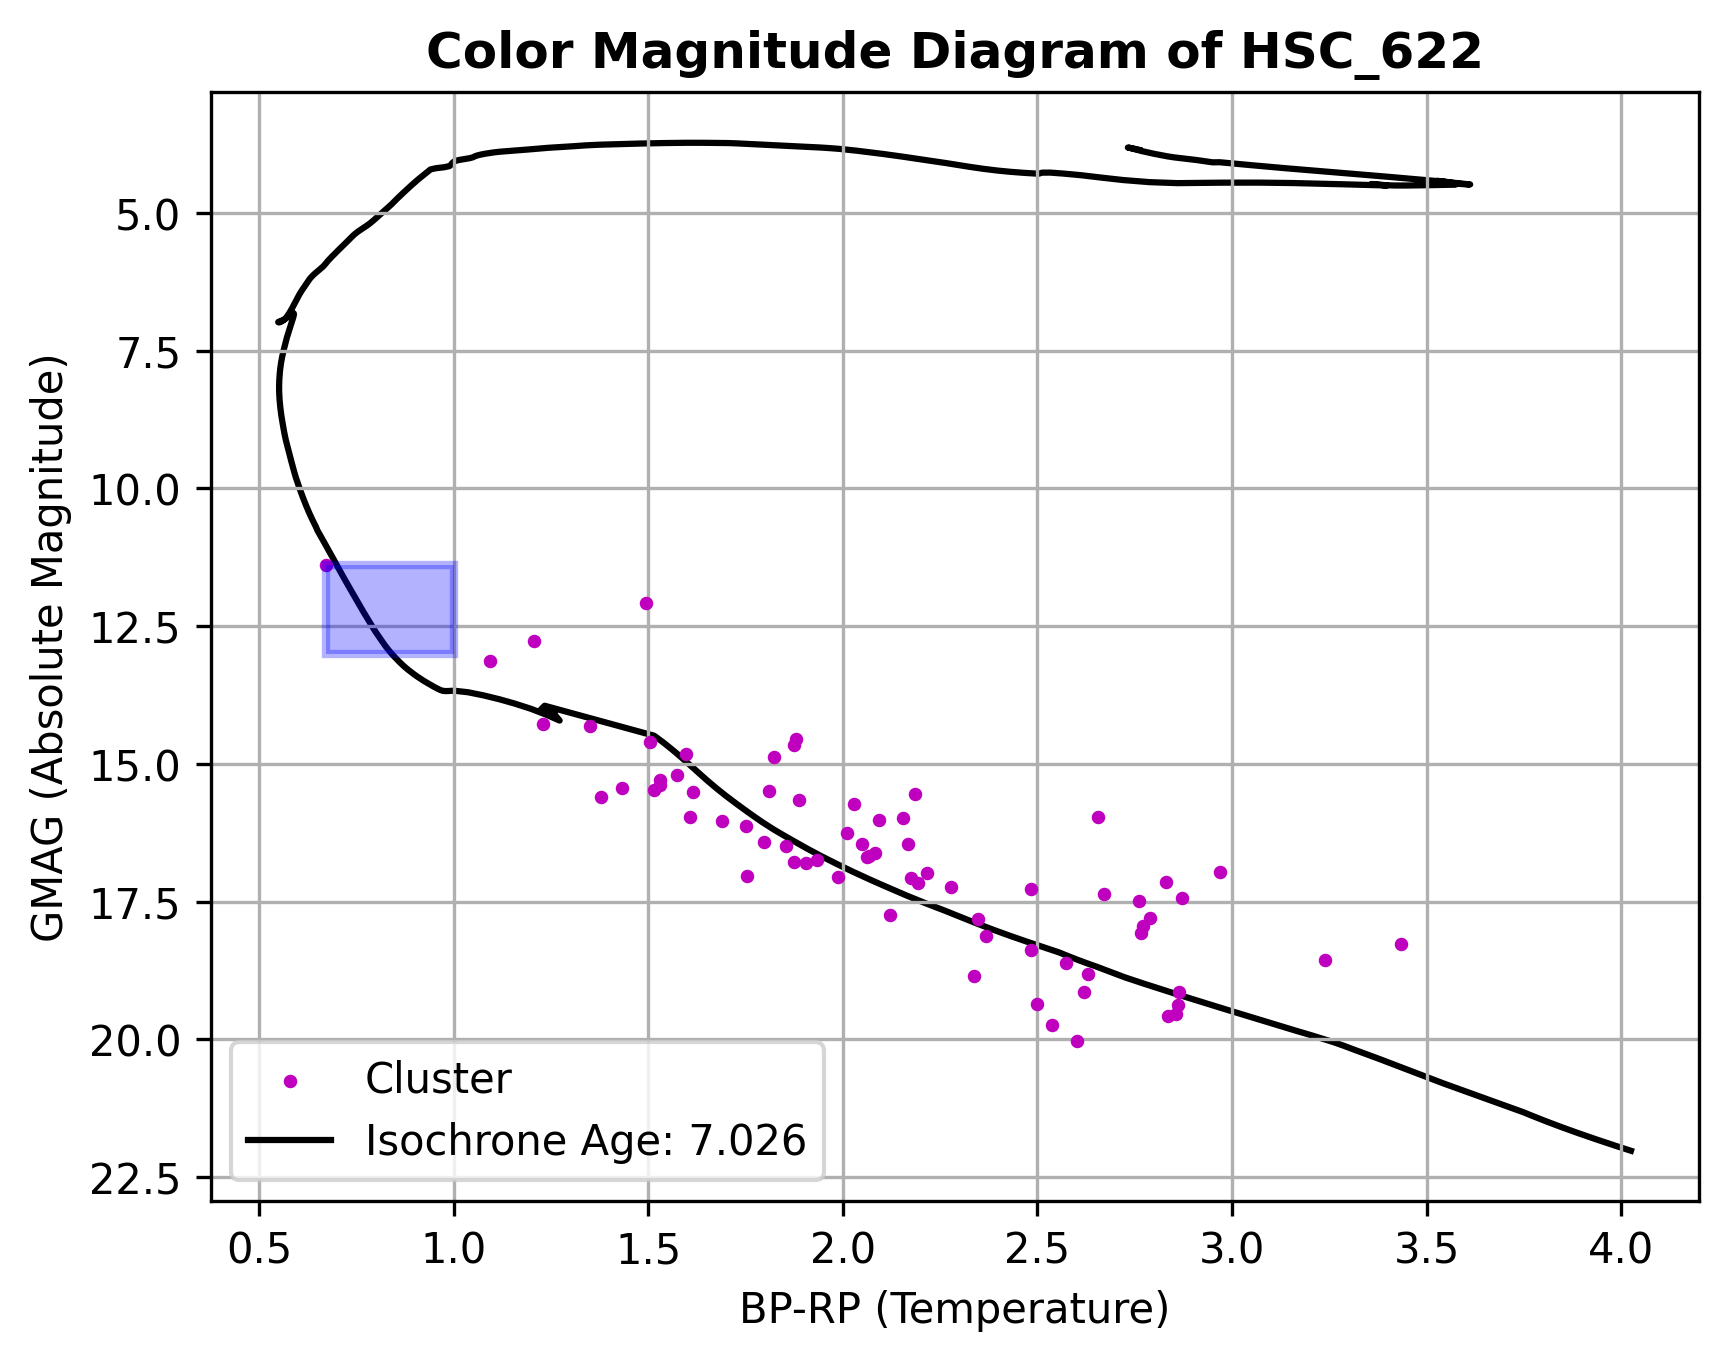 Color Magnitude Diagram of HSC_622
GMAG (Absolute Magnitude)
5.0
7.5
10.0
12.5
15.0
17.5
20.0
22.5
Cluster
Isochrone Age: 7.026
0.5 1.0 1.5 2.0 2.5 3.0 3.5 4.0
BP-RP (Temperature)